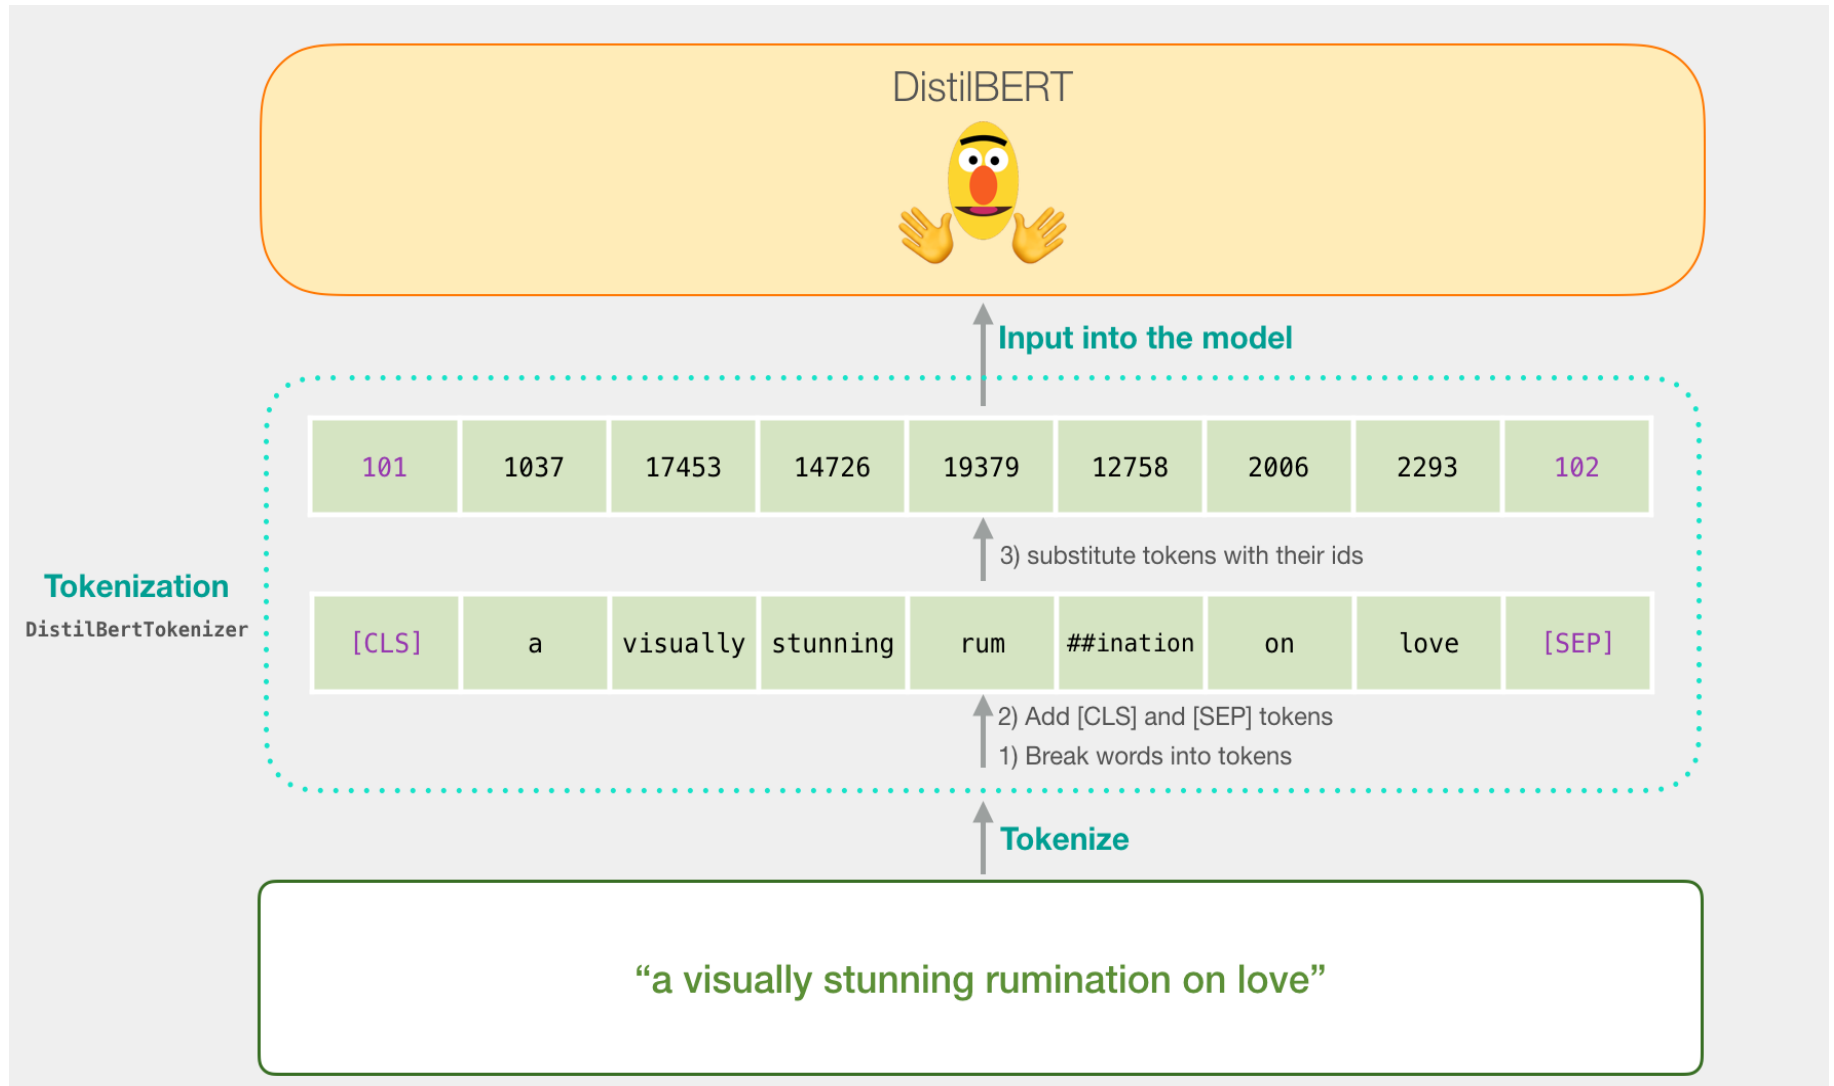 DistilBERT
Input into the model
101 1037 17453 14726 19379 12758 2006 2293 102
3) substitute tokens with their ids
Tokenization
DistilBertTokenizer
[CLS] a visually stunning rum ##ination on love [SEP]
2) Add [CLS] and [SEP] tokens
1) Break words into tokens
Tokenize
“a visually stunning rumination on love”